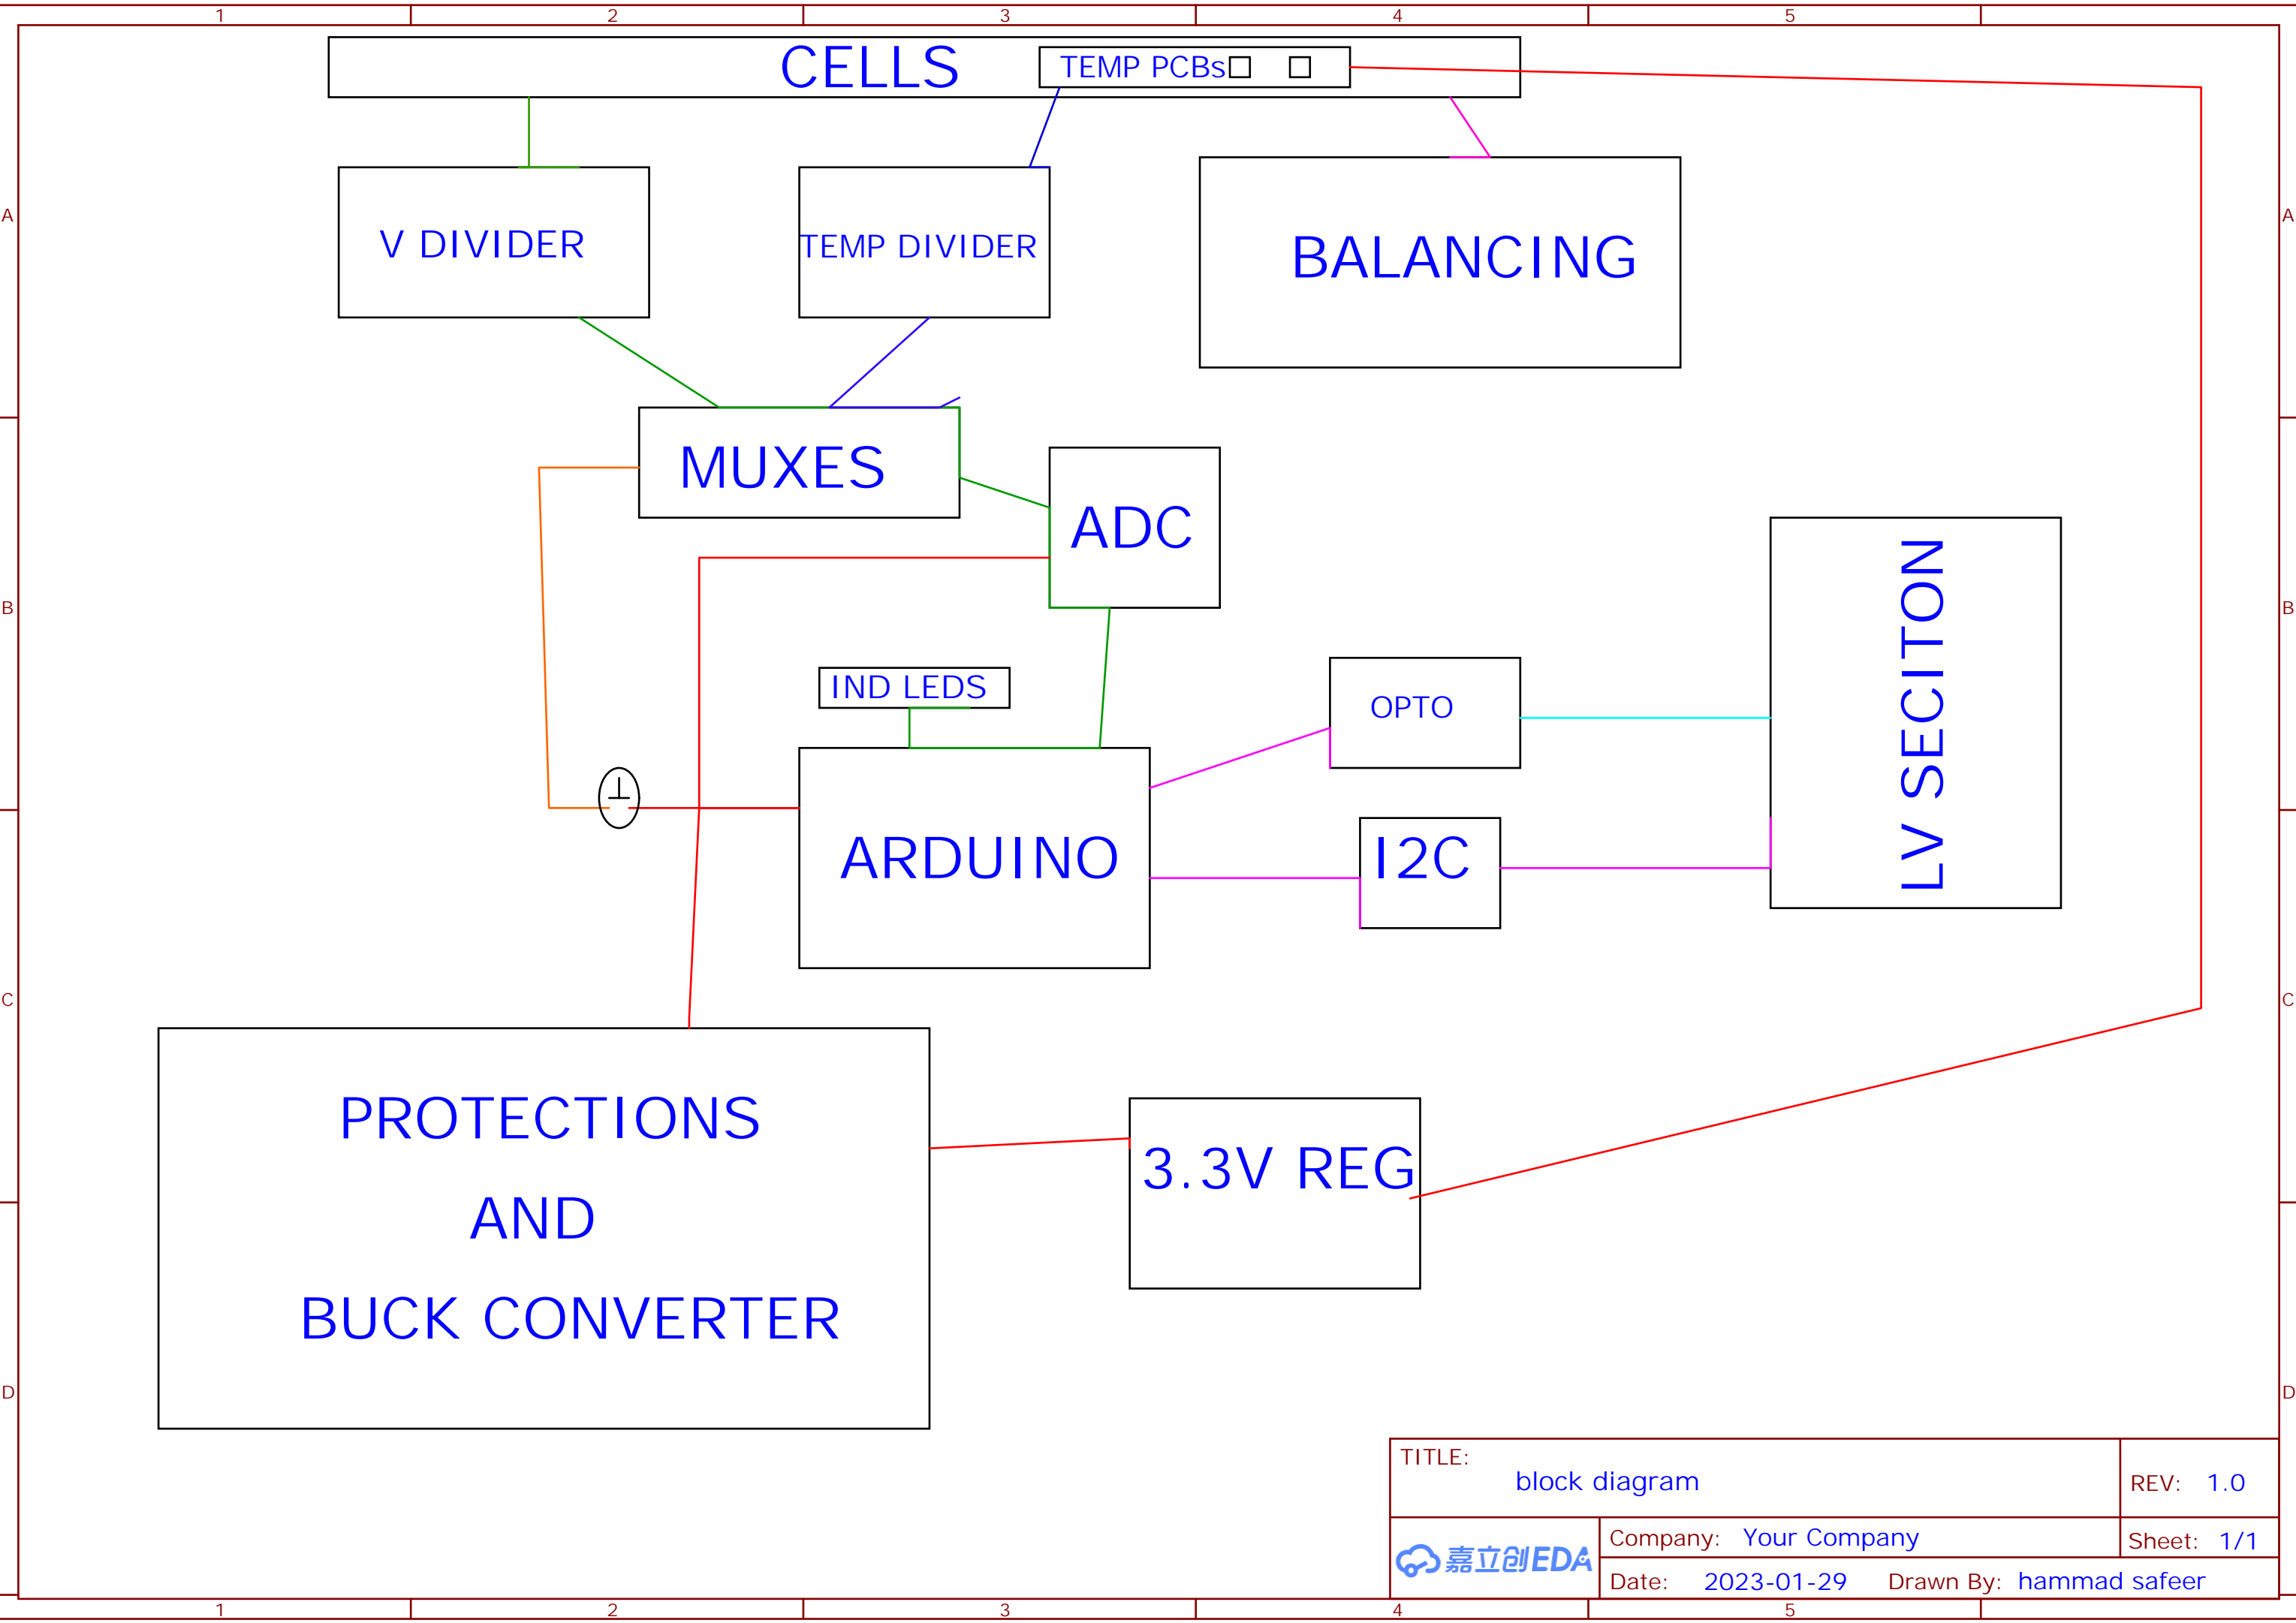 1 2 3 4 5
CELLS
TEMP PCBs
A A
V DIVIDER
TEMP DIVIDER
BALANCING
MUXES
ADC
B B
LV SECITON
IND LEDS
OPTO
ARDUINO
I2C
C C
PROTECTIONS
AND
BUCK CONVERTER
3.3V REG
D D
TITLE:
block diagram
REV: 1.0
嘉立创EDA
Company: Your Company
Sheet: 1/1
Date: 2023-01-29
Drawn By: hammad safeer
1 2 3 4 5